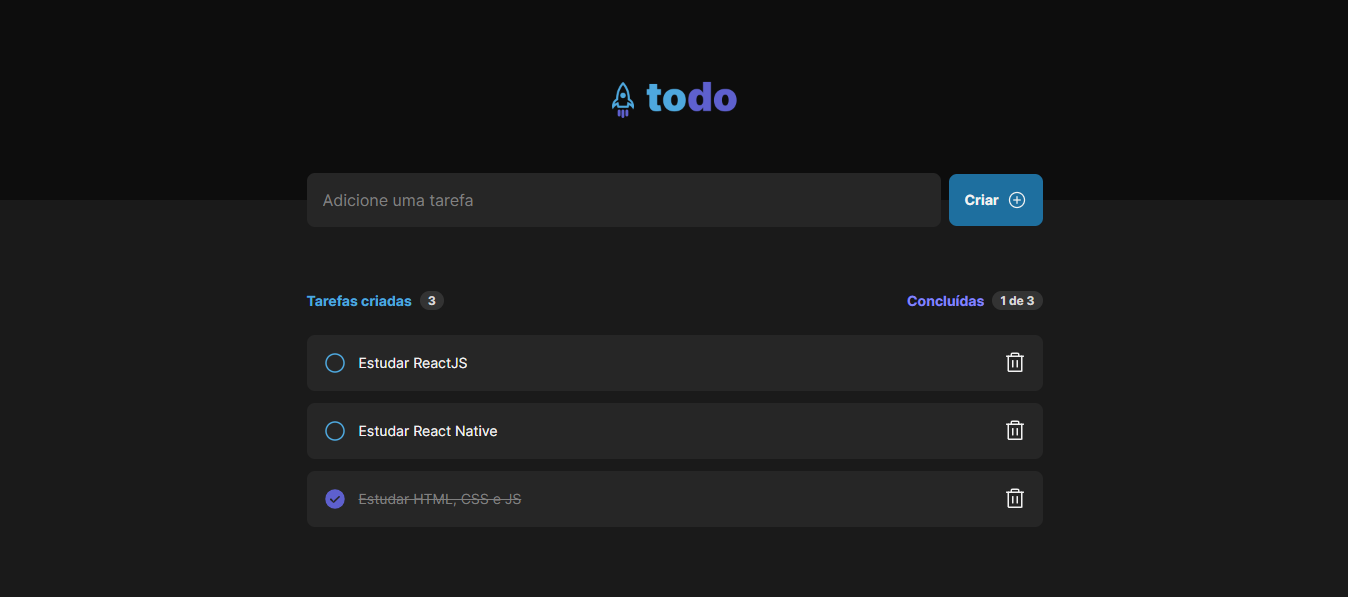 todo
Adicione uma tarefa
Criar
Tarefas criadas 3
Concluídas 1 de 3
Estudar ReactJS
Estudar React Native
Estudar HTML, CSS e JS